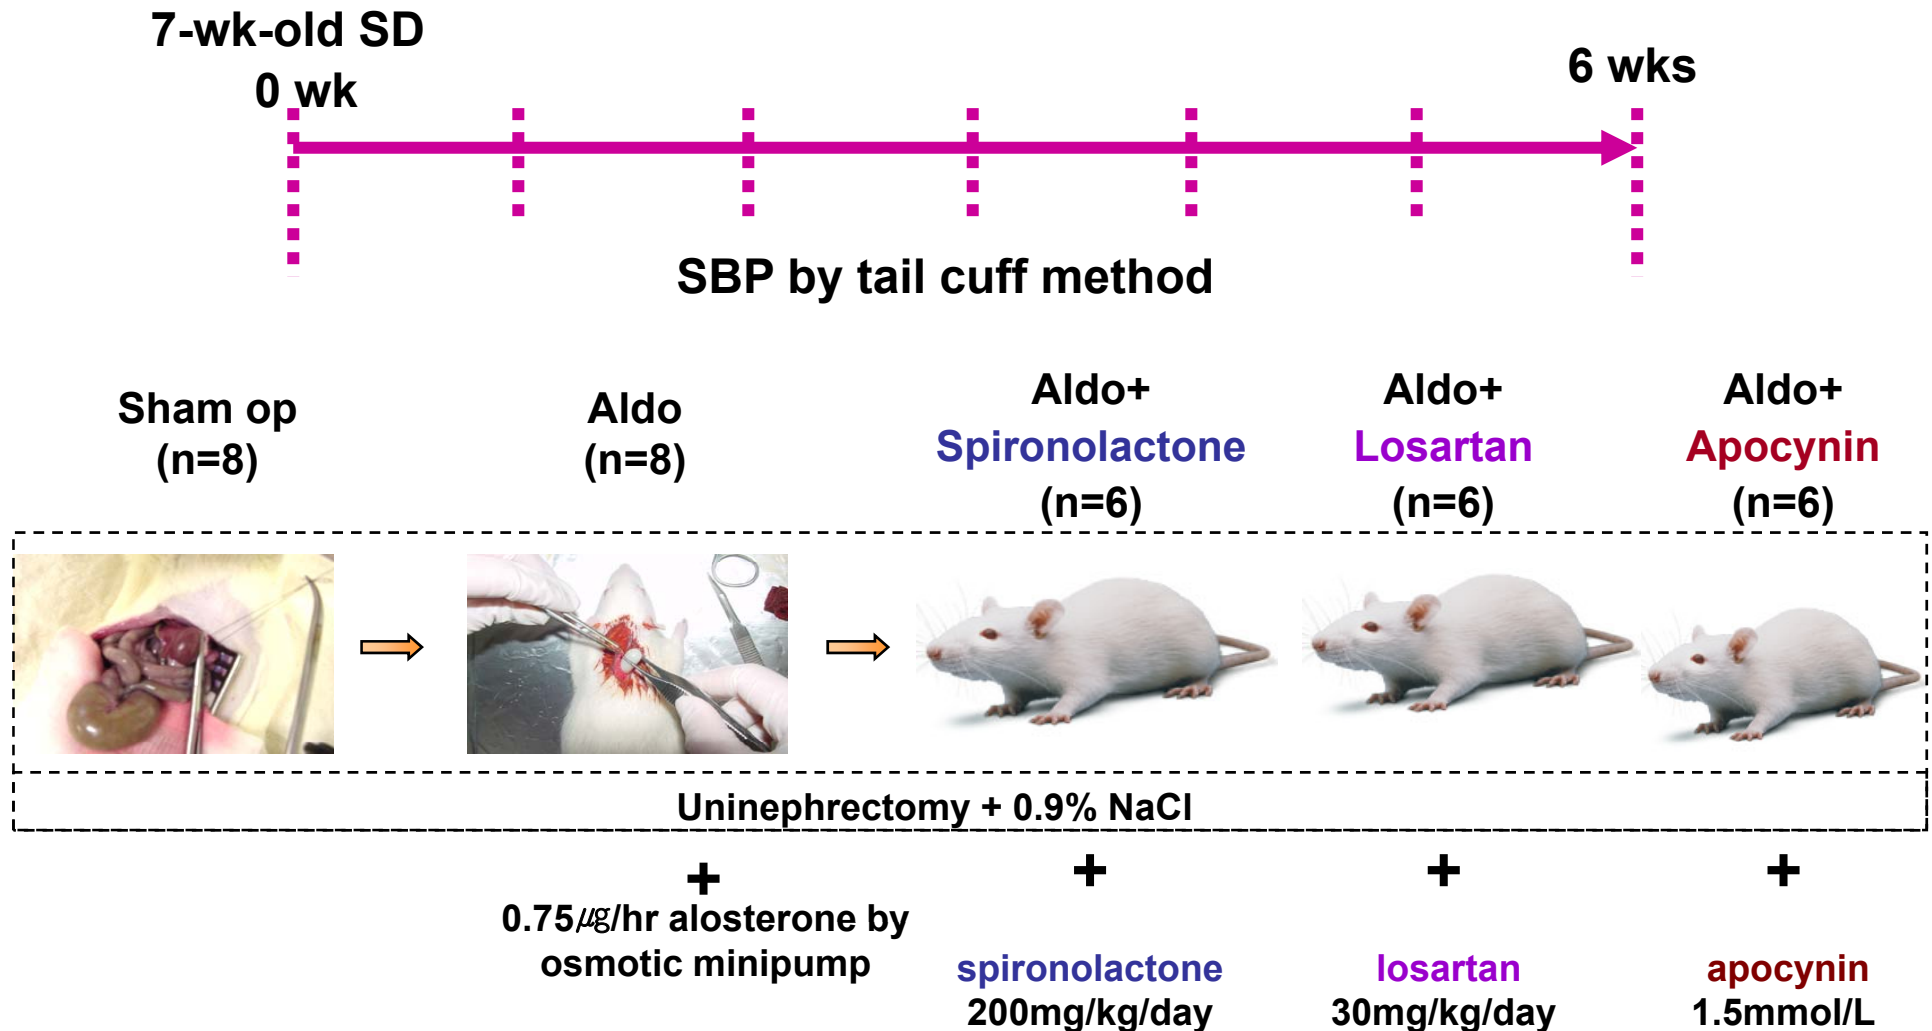 7-wk-old SD
0 wk
6 wks
SBP by tail cuff method
Sham op
(n=8)
Aldo
(n=8)
Aldo+
Spironolactone
(n=6)
Aldo+
Losartan
(n=6)
Aldo+
Apocynin
(n=6)
Uninephrectomy + 0.9% NaCl
+
0.75㎍/hr alosterone by
osmotic minipump
+
spironolactone
200mg/kg/day
+
losartan
30mg/kg/day
+
apocynin
1.5mmol/L